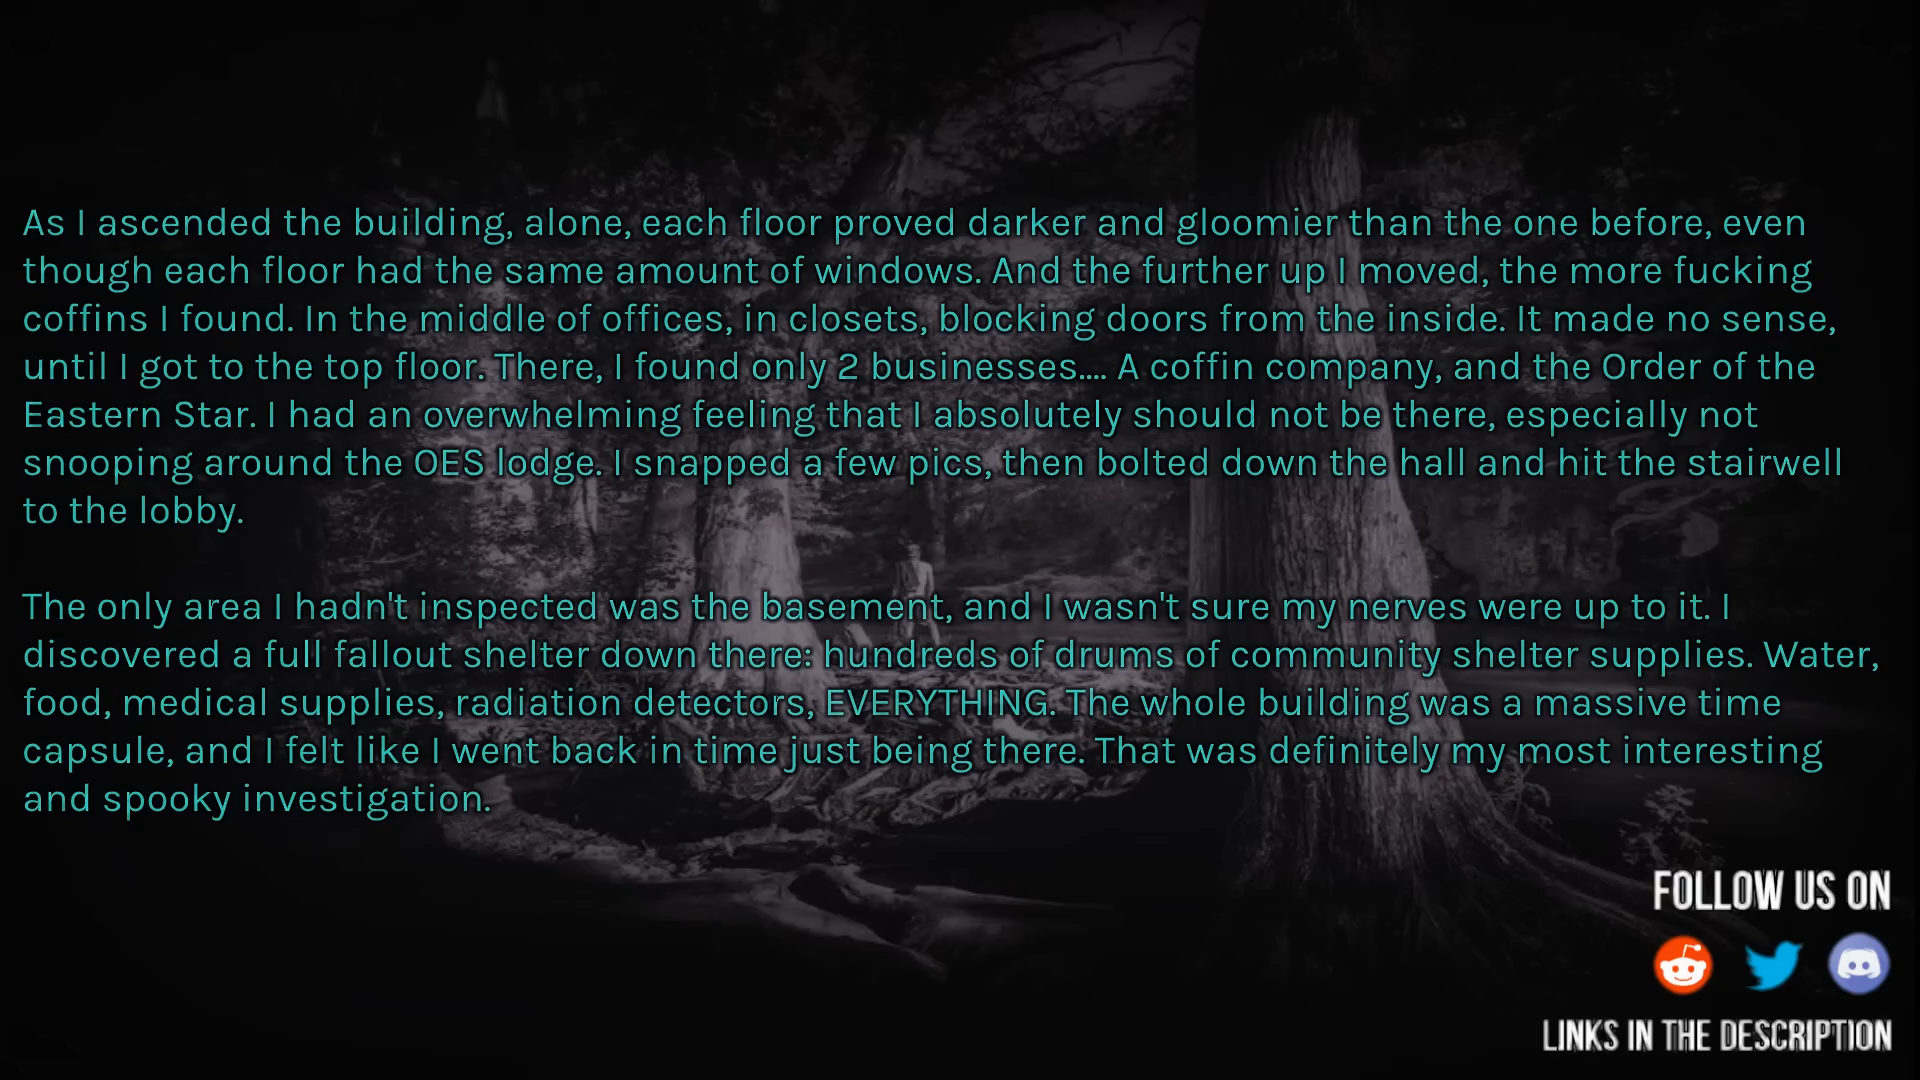 As I ascended the building, alone, each floor proved darker and gloomier than the one before, even
though each floor had the same amount of windows. And the further up I moved, the more fucking
coffins I found. In the middle of offices, in closets, blocking doors from the inside. It made no sense,
until I got to the top floor. There, I found only 2 businesses.... A coffin company, and the Order of the
Eastern Star. I had an overwhelming feeling that I absolutely should not be there, especially not
snooping around the OES lodge. I snapped a few pics, then bolted down the hall and hit the stairwell
to the lobby.
The only area I hadn't inspected was the basement, and I wasn't sure my nerves were up to it. I
discovered a full fallout shelter down there: hundreds of drums of community shelter supplies. Water,
food, medical supplies, radiation detectors, EVERYTHING. The whole building was a massive time
capsule, and I felt like I went back in time just being there. That was definitely my most interesting
and spooky investigation.
FOLLOW US ON
LINKS IN THE DESCRIPTION